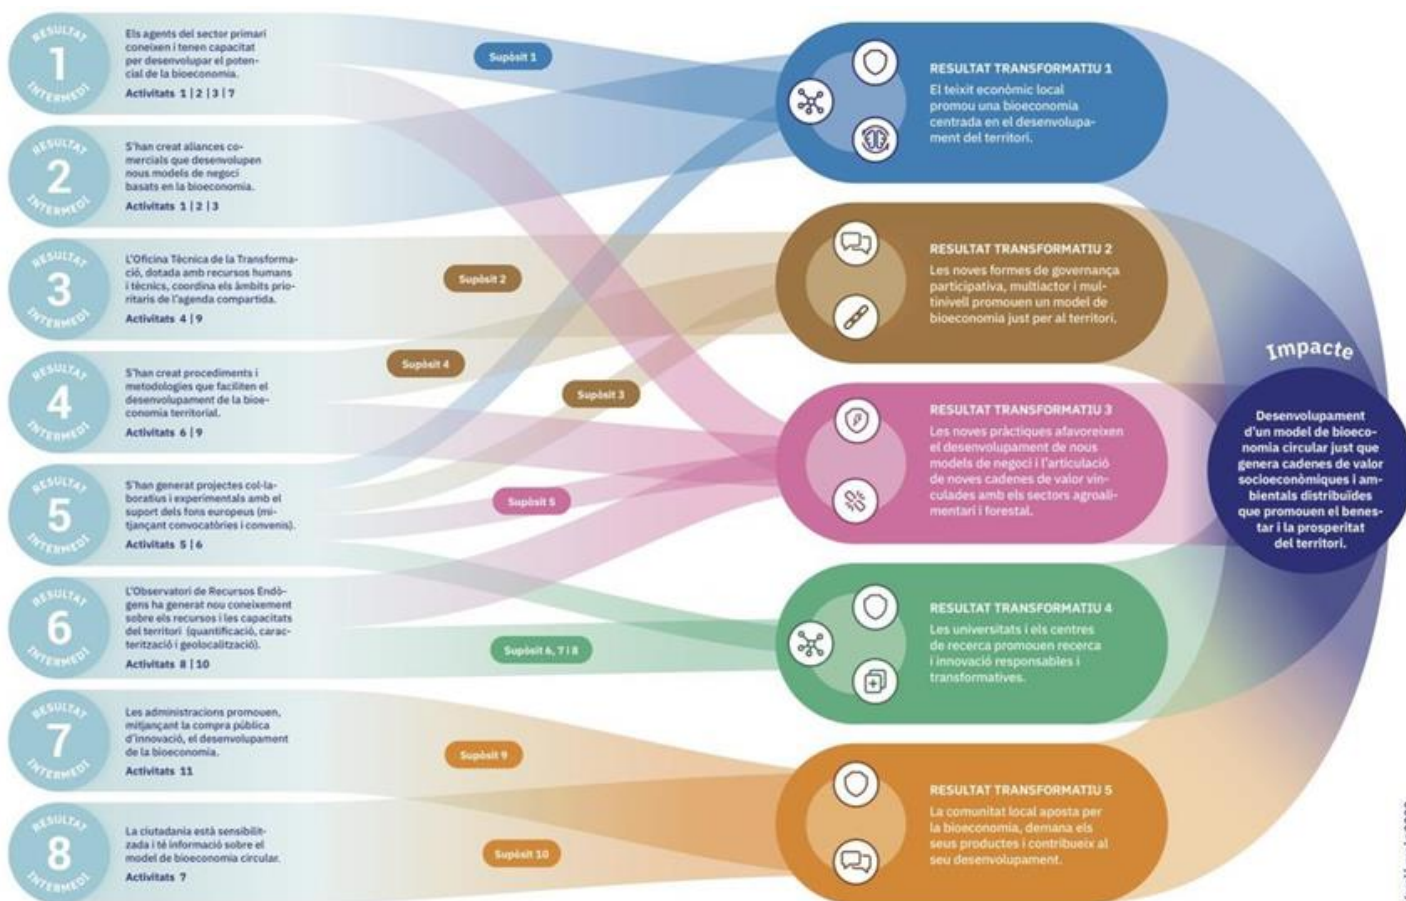 RESULTAT
1
INTERMEDI
Els agents del sector primari
coneixen i tenen capacitat
per desenvolupar el poten-
cial de la bioeconomia.
Activitats 1 | 2 | 3 | 7
RESULTAT
2
INTERMEDI
S'han creat aliances co-
mercials que desenvolupen
nous models de negoci
basats en la bioeconomia.
Activitats 1 | 2 | 3
RESULTAT
3
INTERMEDI
L'Oficina Tècnica de la Transforma-
ció, dotada amb recursos humans
i tècnics, coordina els àmbits prio-
ritaris de l'agenda compartida.
Activitats 4 | 9
RESULTAT
4
INTERMEDI
S'han creat procediments i
metodologies que faciliten el
desenvolupament de la bioe-
conomia territorial.
Activitats 6 | 9
RESULTAT
5
INTERMEDI
S'han generat projectes col·la-
boratius i experimentals amb el
suport dels fons europeus (mi-
tjançant convocatòries i convenis).
Activitats 5 | 6
RESULTAT
6
INTERMEDI
L'Observatori de Recursos Endò-
gens ha generat nou coneixement
sobre els recursos i les capacitats
del territori (quantificació, carac-
terització i geolocalització).
Activitats 8 | 10
RESULTAT
7
INTERMEDI
Les administracions promouen,
mitjançant la compra pública
d'innovació, el desenvolupament
de la bioeconomia.
Activitats 11
RESULTAT
8
INTERMEDI
La ciutadania està sensibilit-
zada i té informació sobre el
model de bioeconomia circular.
Activitats 7
Supòsit 1
Supòsit 2
Supòsit 4
Supòsit 3
Supòsit 5
Supòsit 6, 7 i 8
Supòsit 9
Supòsit 10
RESULTAT TRANSFORMATIU 1
El teixit econòmic local
promou una bioeconomia
centrada en el desenvolupa-
ment del territori.
RESULTAT TRANSFORMATIU 2
Les noves formes de governança
participativa, multiactor i mul-
tinivell promouen un model de
bioeconomia just per al territori.
RESULTAT TRANSFORMATIU 3
Les noves pràctiques afavoreixen
el desenvolupament de nous
models de negoci i l'articulació
de noves cadenes de valor vin-
culades amb els sectors agroali-
mentari i forestal.
RESULTAT TRANSFORMATIU 4
Les universitats i els centres
de recerca promouen recerca
i innovació responsables i
transformatives.
RESULTAT TRANSFORMATIU 5
La comunitat local aposta per
la bioeconomia, demana els
seus productes i contribueix al
seu desenvolupament.
Impacte
Desenvolupament
d'un model de bioeco-
nomia circular just que
genera cadenes de valor
socioeconòmiques i am-
bientals distribuïdes
que promouen el benes-
tar i la prosperitat
del territori.